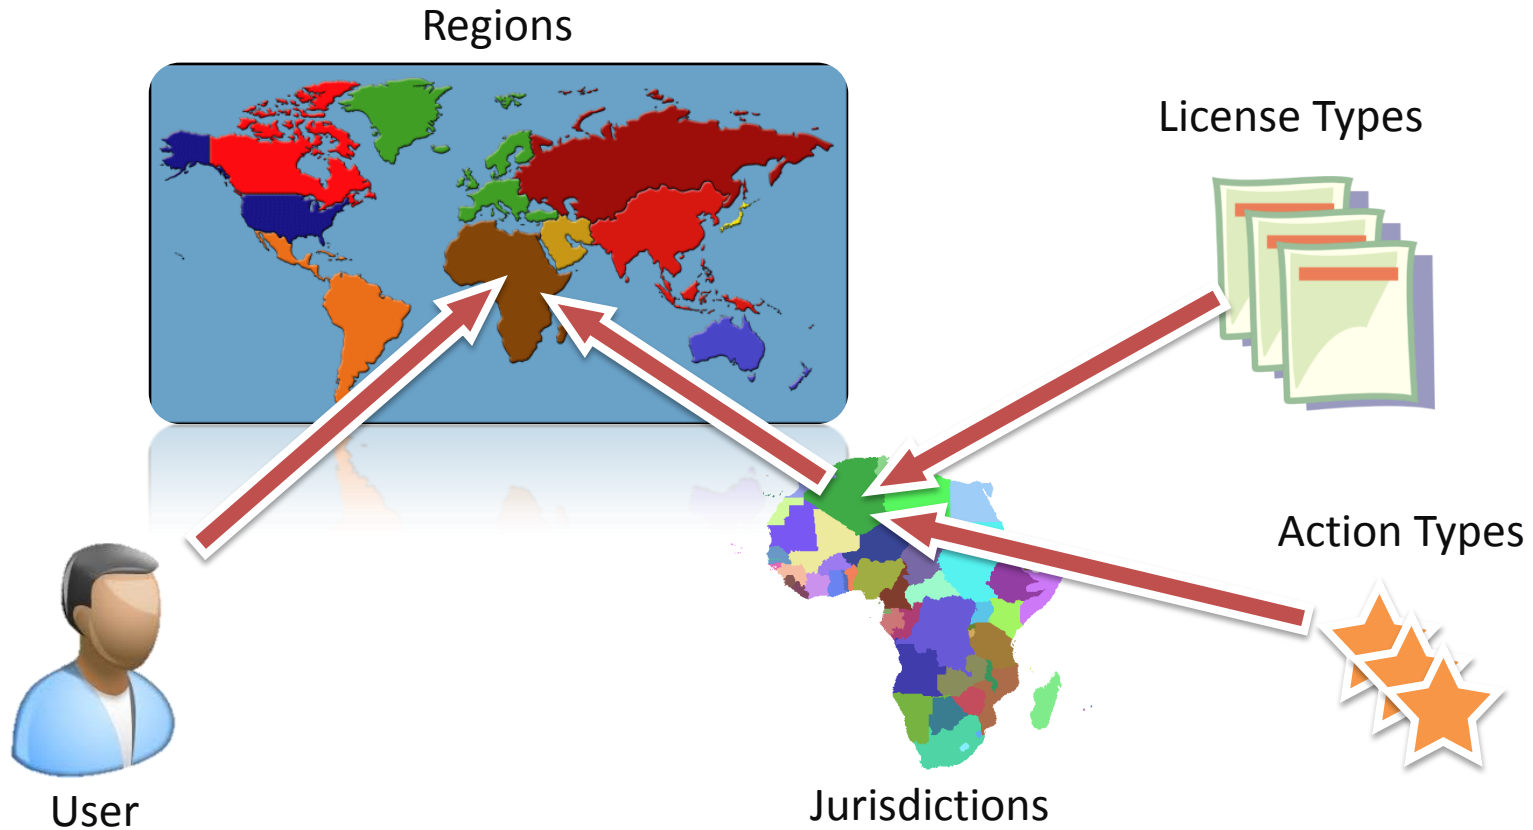 Regions
License Types
Action Types
User
Jurisdictions